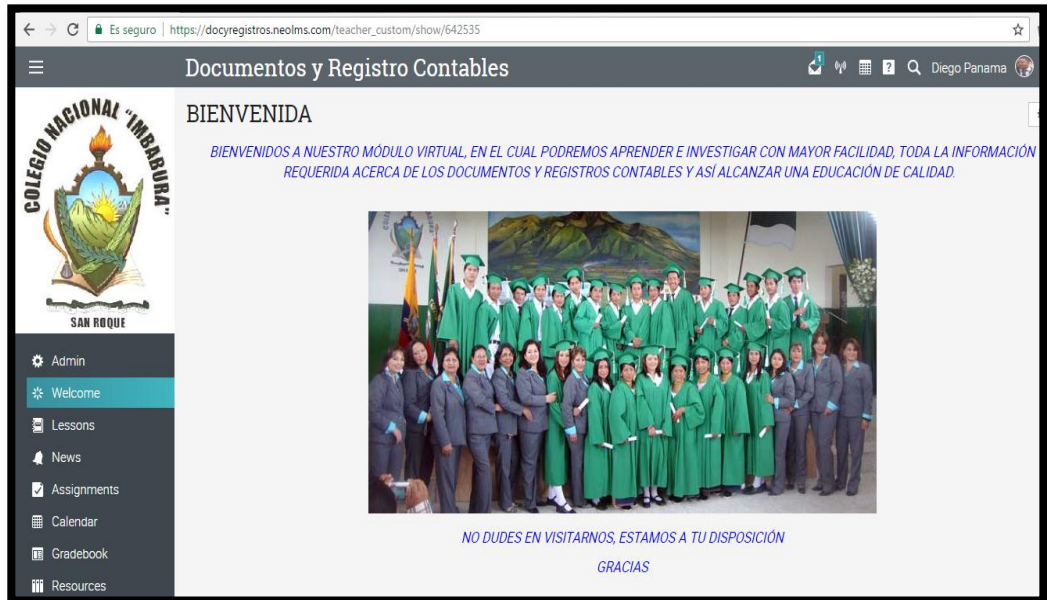 Es seguro | https://docyregistros.neolms.com/teacher_custom/show/642535
Documentos y Registro Contables
1
?
Diego Panama
COLEGIO NACIONAL "IMBABURA"
SAN ROQUE
Admin
Welcome
Lessons
News
Assignments
Calendar
Gradebook
Resources
BIENVENIDA
BIENVENIDOS A NUESTRO MÓDULO VIRTUAL, EN EL CUAL PODREMOS APRENDER E INVESTIGAR CON MAYOR FACILIDAD, TODA LA INFORMACIÓN
REQUERIDA ACERCA DE LOS DOCUMENTOS Y REGISTROS CONTABLES Y ASÍ ALCANZAR UNA EDUCACIÓN DE CALIDAD.
NO DUDES EN VISITARNOS, ESTAMOS A TU DISPOSICIÓN
GRACIAS